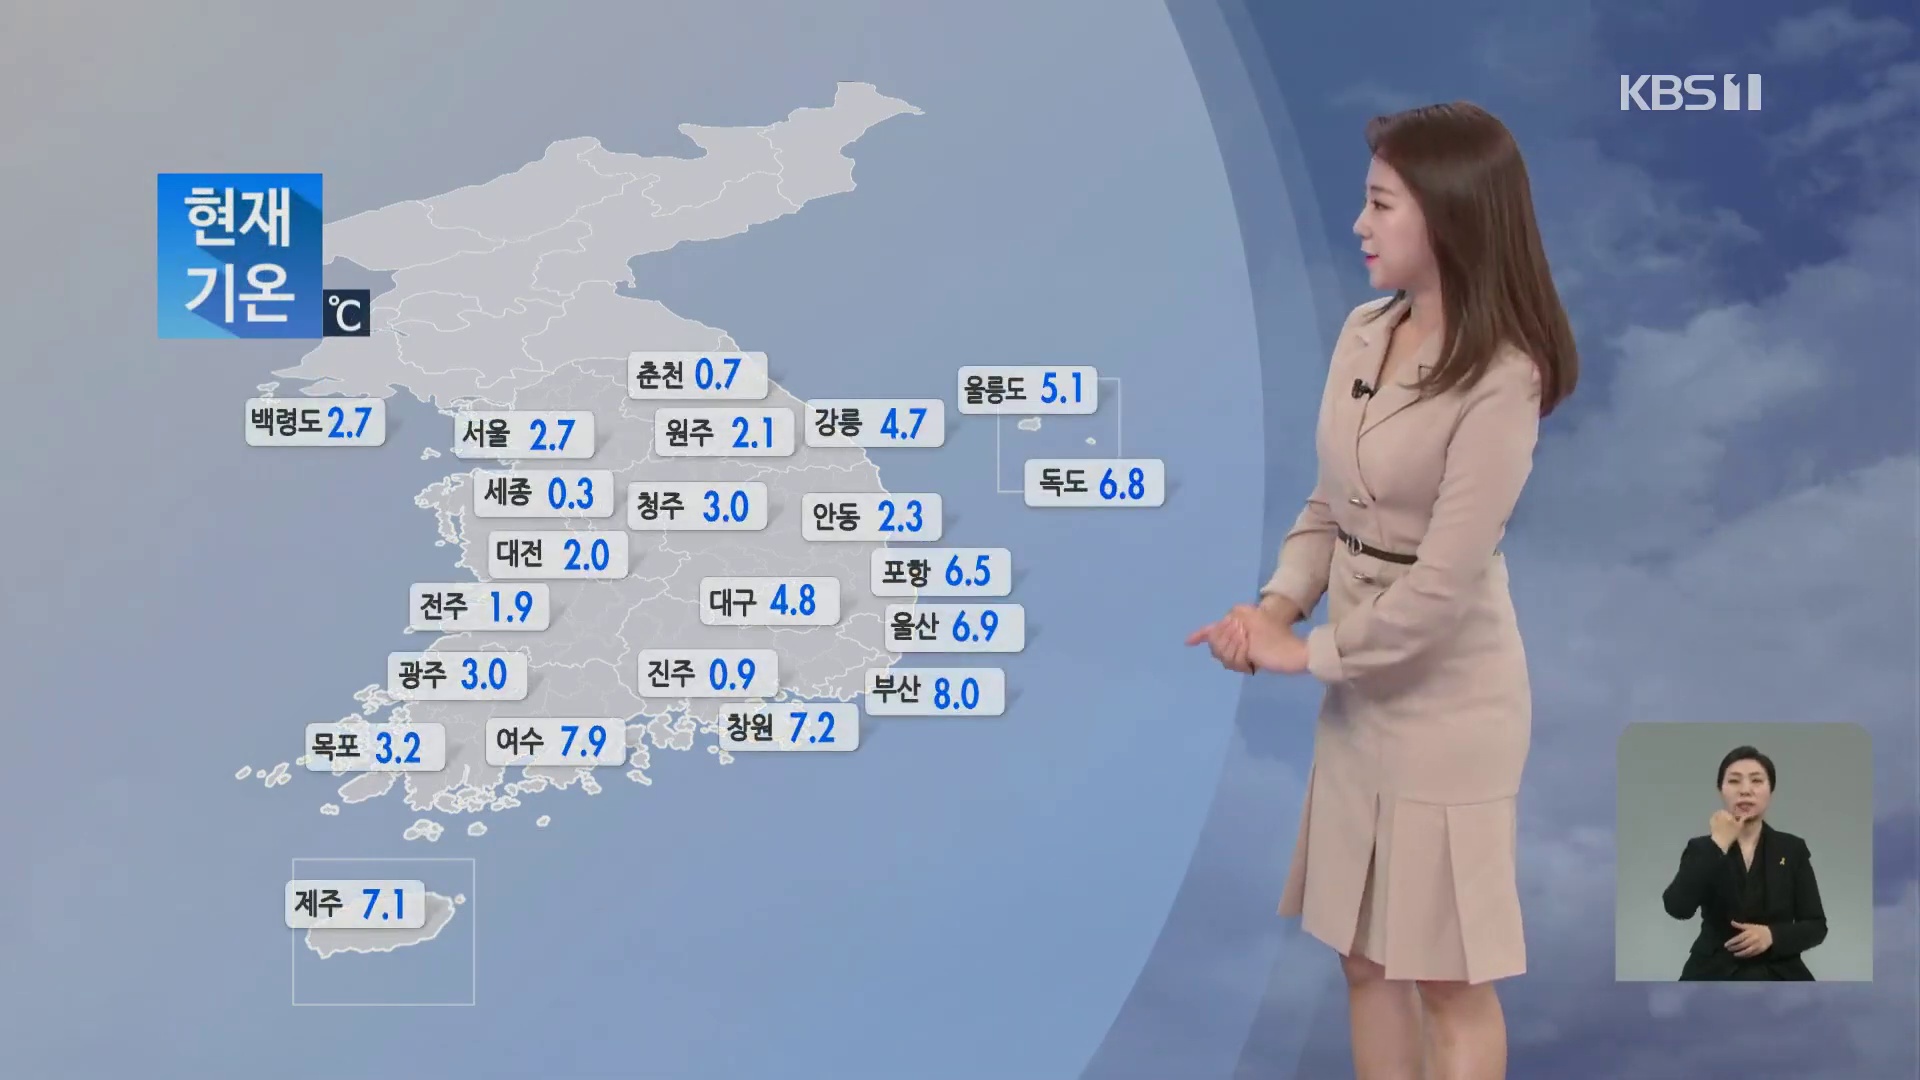 KBS 1
현재
기온
℃
춘천 0.7
울릉도 5.1
백령도 2.7
서울 2.7
원주 2.1
강릉 4.7
독도 6.8
세종 0.3
청주 3.0
안동 2.3
대전 2.0
포항 6.5
전주 1.9
대구 4.8
울산 6.9
광주 3.0
진주 0.9
부산 8.0
목포 3.2
여수 7.9
창원 7.2
제주 7.1